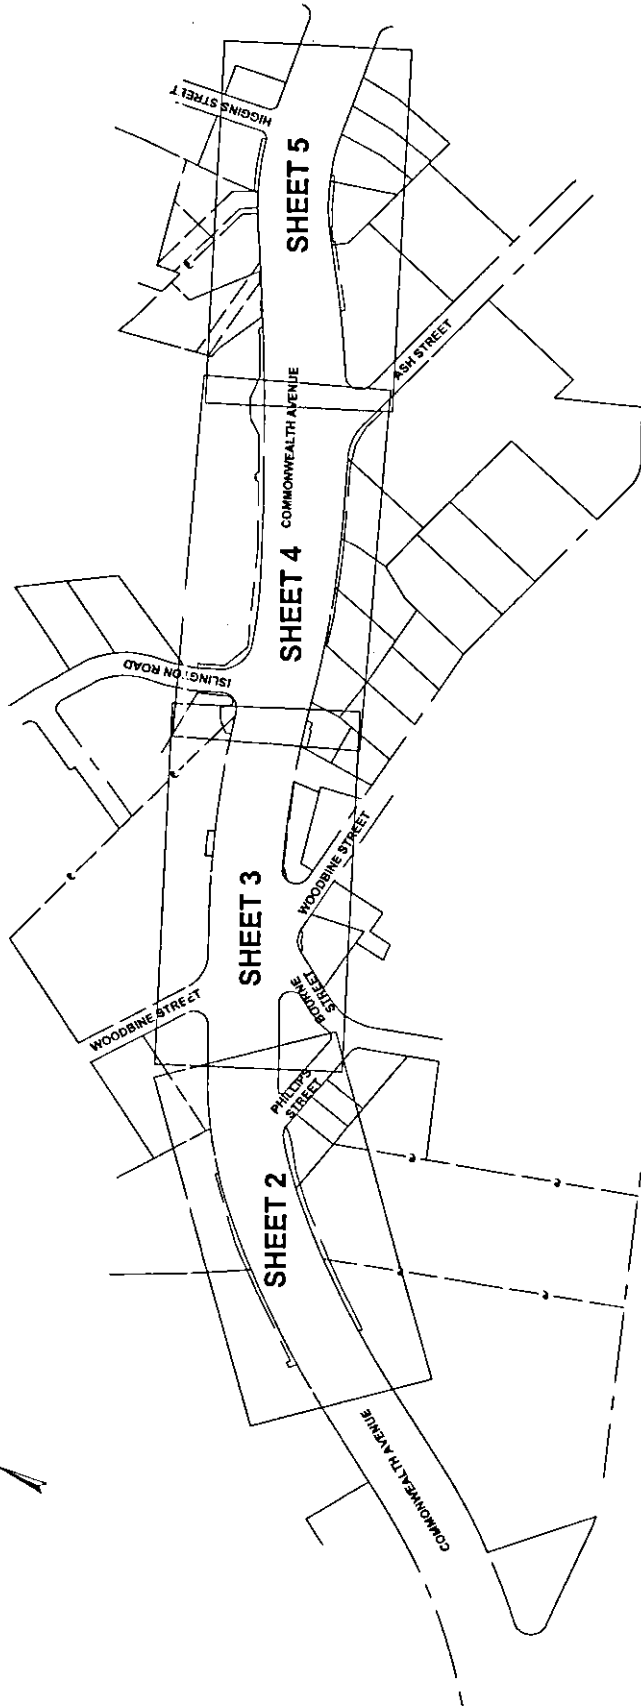 HIGGINS STREET
SHEET 5
ASH STREET
COMMONWEALTH AVENUE
SHEET 4
ISLINGTON ROAD
WOODBINE STREET
SHEET 3
BOURNE
STREET
WOODBINE STREET
PHILLIPS
STREET
SHEET 2
COMMONWEALTH AVENUE